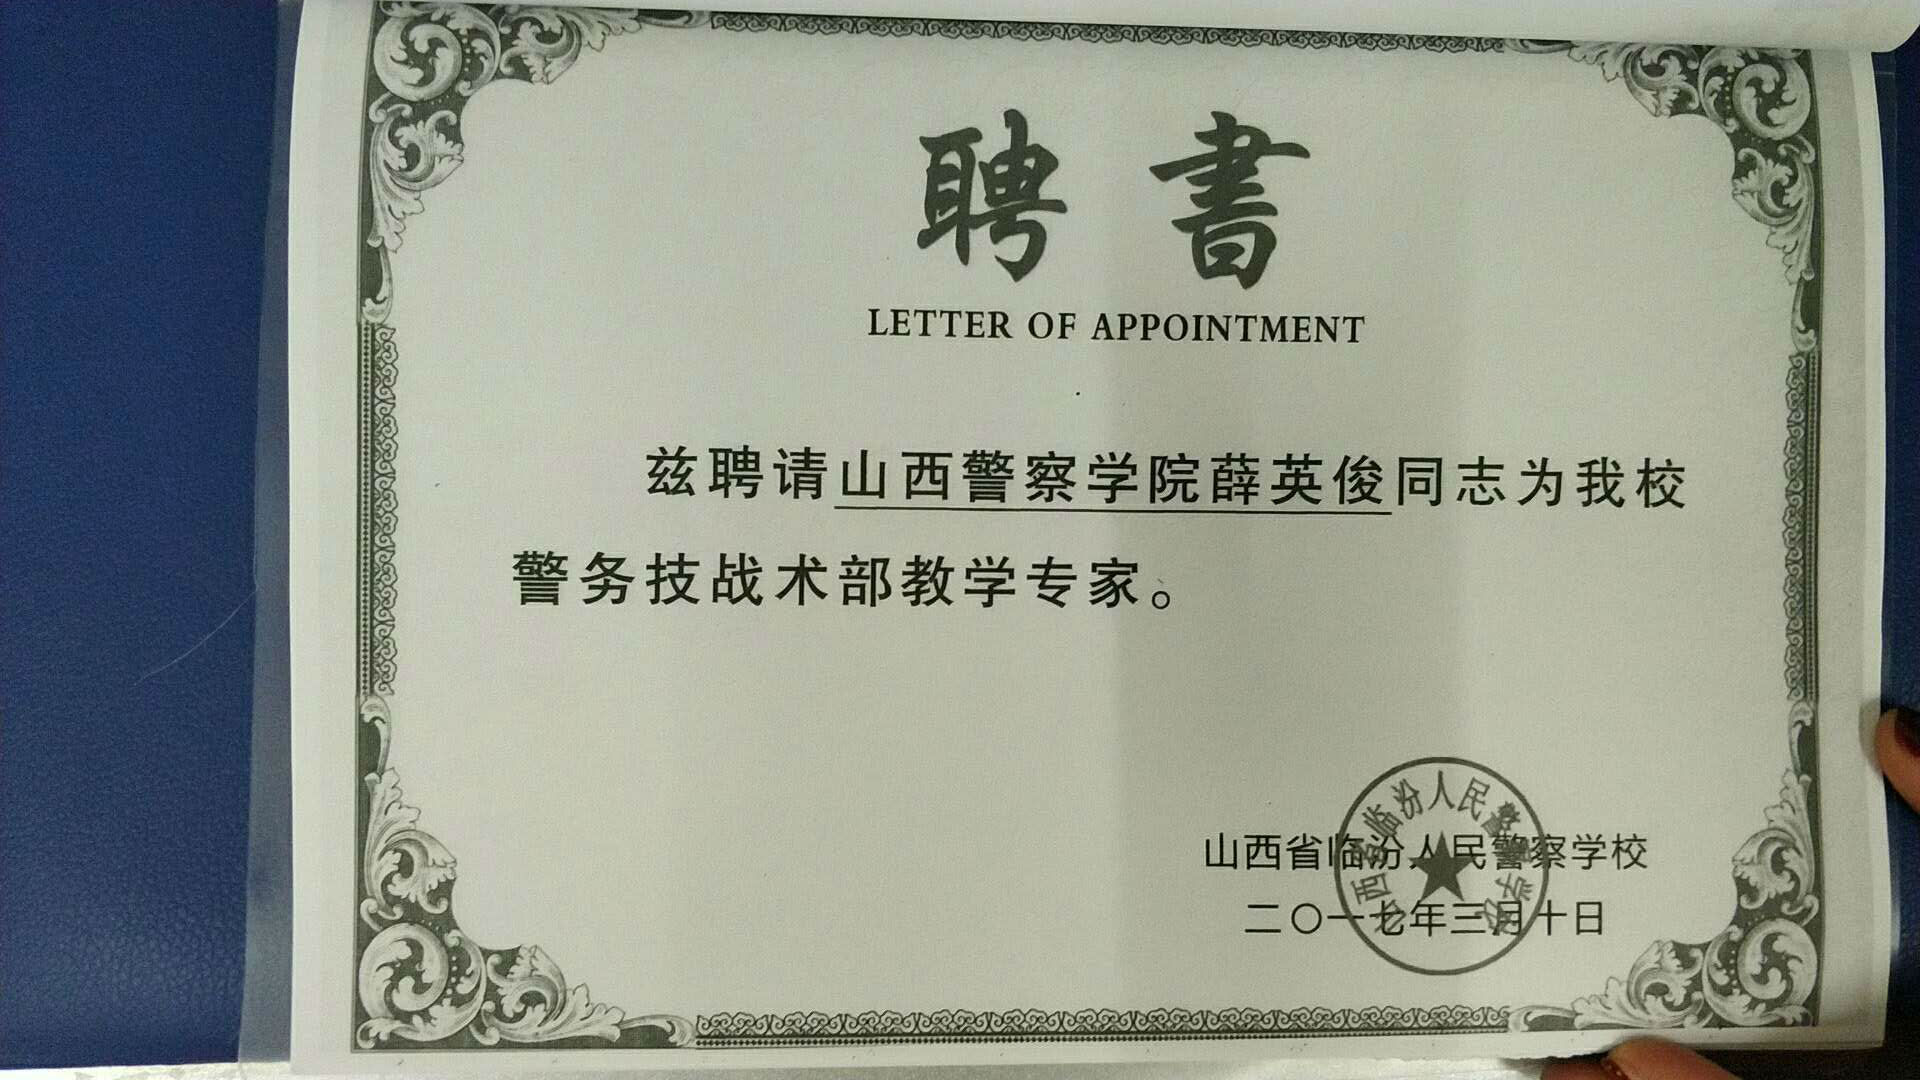 聘書
LETTER OF APPOINTMENT
兹聘请山西警察学院薛英俊同志为我校
警务技战术部教学专家。
山西省临汾人民警察学校
二〇一七年三月十日